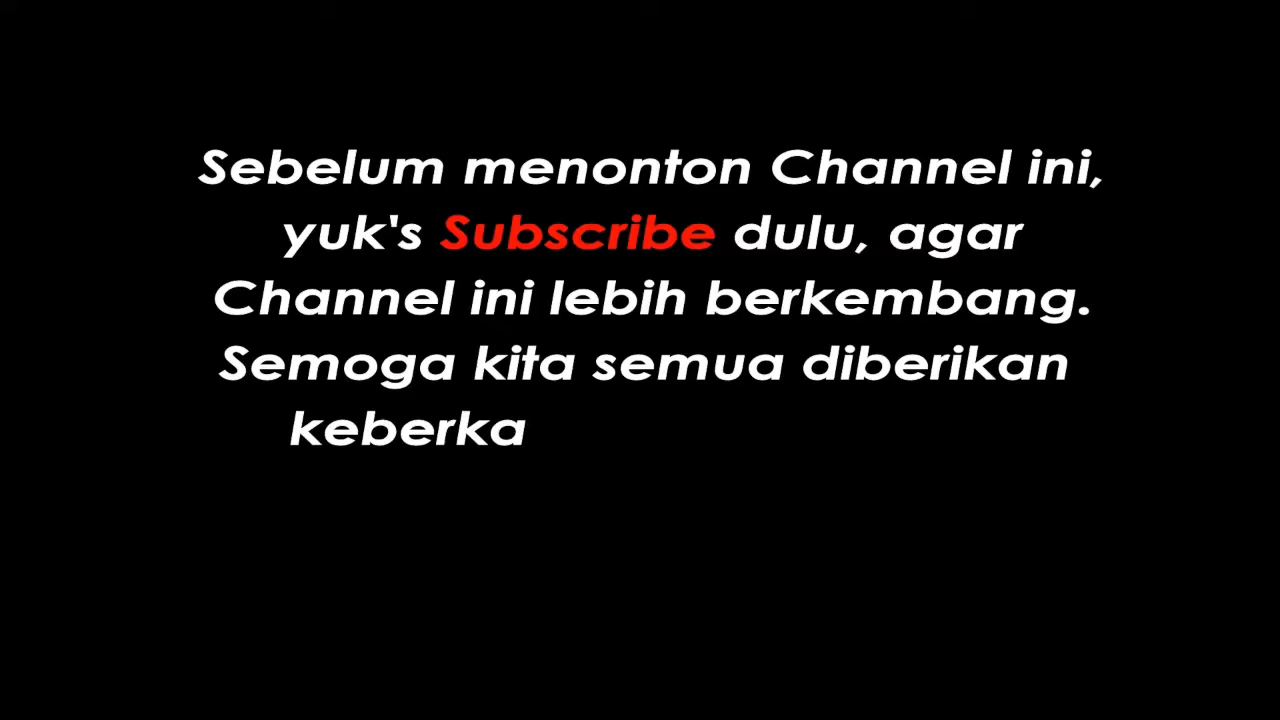 Sebelum menonton Channel ini,
yuk's Subscribe dulu, agar
Channel ini lebih berkembang.
Semoga kita semua diberikan
keberka